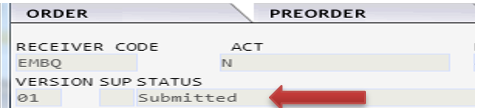 ORDER PREORDER
RECEIVER CODE ACT
EMBQ N
VERSION SUP STATUS
01 Submitted